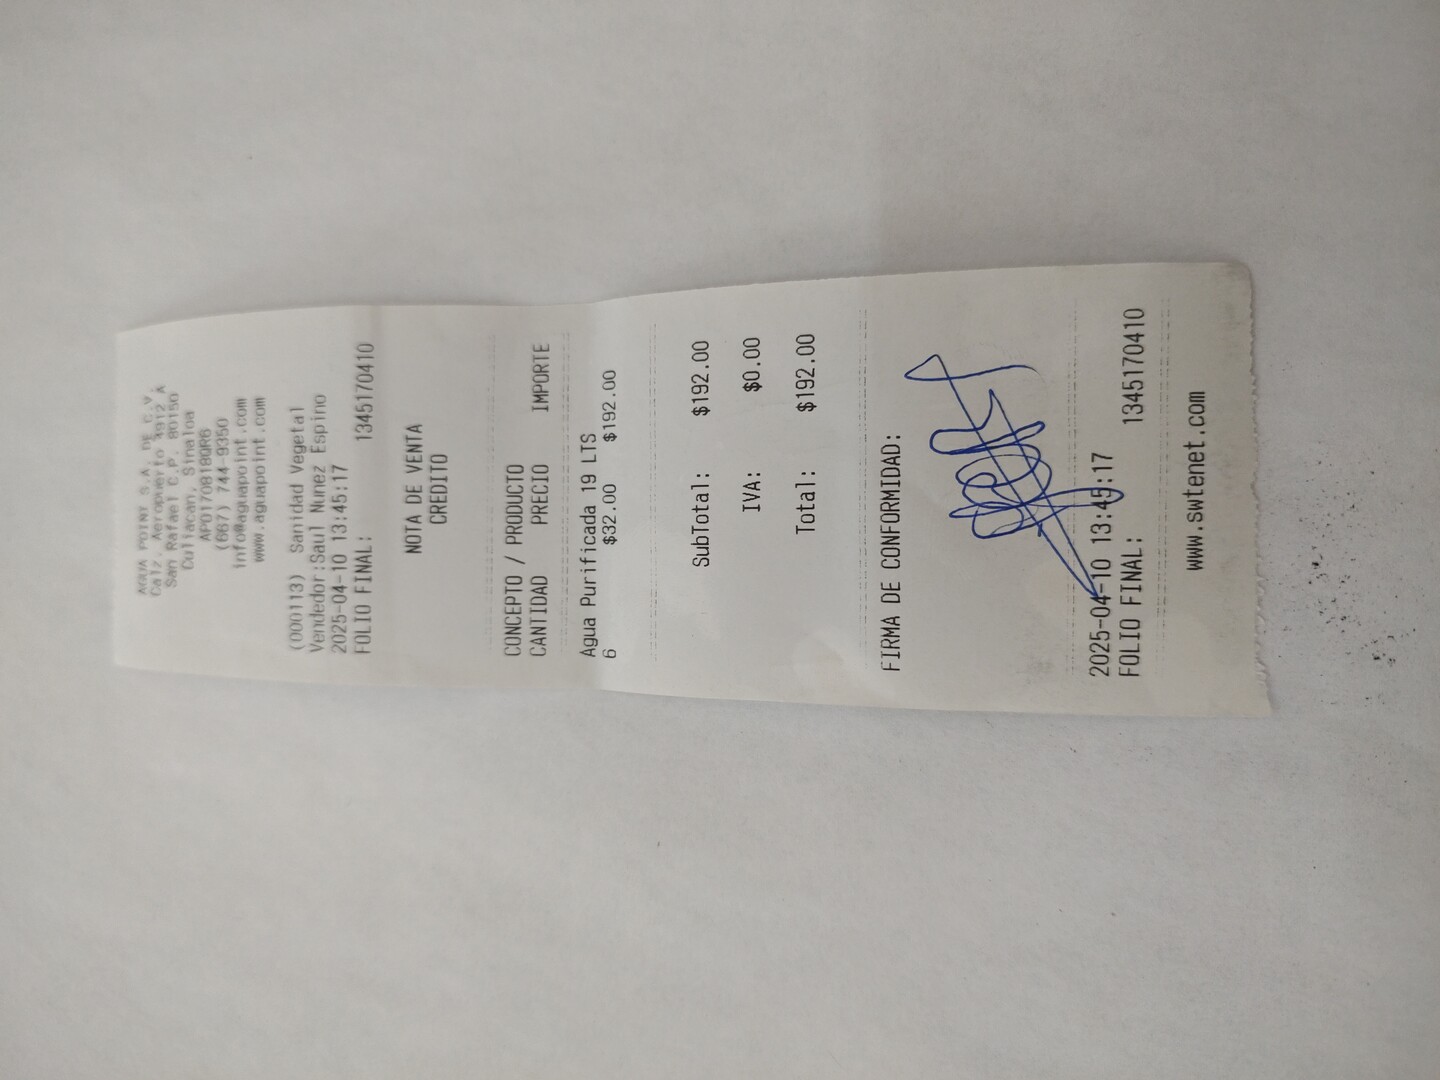 AGUA POINT S.A. DE C.V.
Calz. Aeropuerto 4912 A
San Rafael C.P. 80150
Culiacan, Sinaloa
APO170818QR6
(667) 744-9350
info@aguapoint.com
www.aguapoint.com
(000113) Sanidad Vegetal
Vendedor:Saul Nunez Espino
2025-04-10 13:45:17
FOLIO FINAL: 1345170410
NOTA DE VENTA
CREDITO
CONCEPTO / PRODUCTO
CANTIDAD PRECIO IMPORTE
Agua Purificada 19 LTS
6 $32.00 $192.00
SubTotal: $192.00
IVA: $0.00
Total: $192.00
FIRMA DE CONFORMIDAD:
2025-04-10 13:45:17
FOLIO FINAL: 1345170410
www.swtenet.com